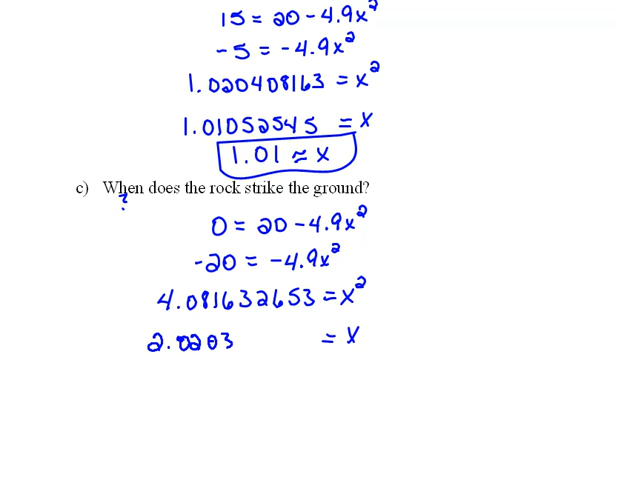 15 = 20 - 4.9x²
-5 = -4.9x²
1.020408163 = x²
1.01052545 = x
1.01 ≈ x
c) When does the rock strike the ground?
?
0 = 20 - 4.9x²
-20 = -4.9x²
4.081632653 = x²
2.0203 = x